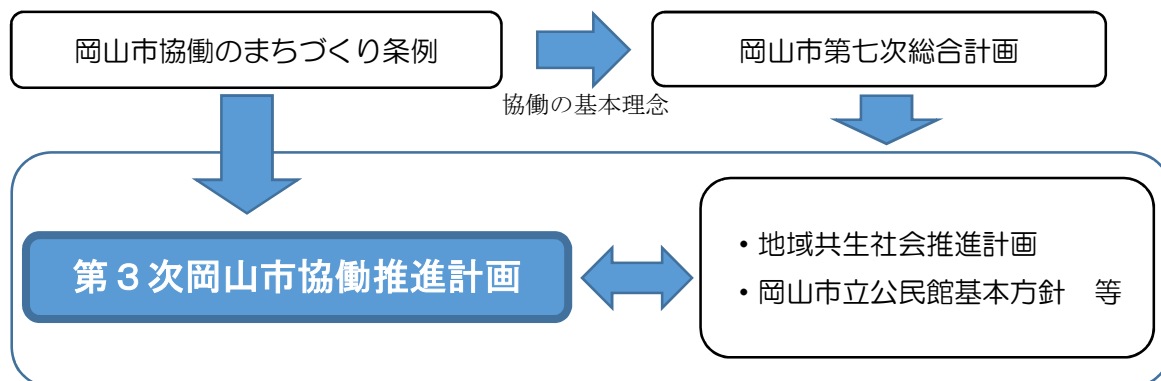 岡山市協働のまちづくり条例
岡山市第七次総合計画
協働の基本理念
第３次岡山市協働推進計画
・地域共生社会推進計画
・岡山市立公民館基本方針　等